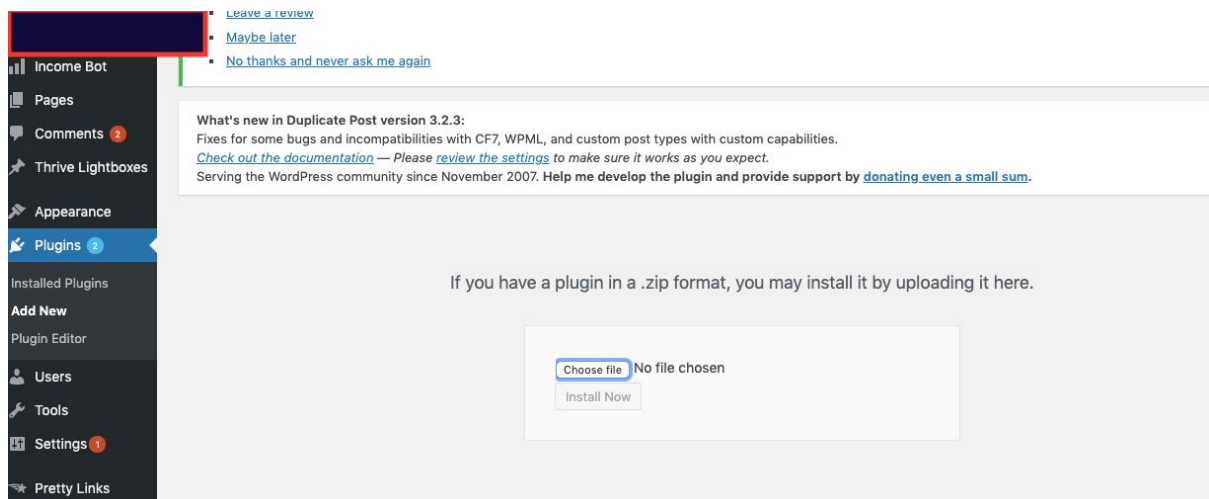 Leave a review
Maybe later
No thanks and never ask me again
Income Bot
Pages
Comments 2
Thrive Lightboxes
Appearance
Plugins 2
Installed Plugins
Add New
Plugin Editor
Users
Tools
Settings 1
Pretty Links
What's new in Duplicate Post version 3.2.3:
Fixes for some bugs and incompatibilities with CF7, WPML, and custom post types with custom capabilities.
Check out the documentation — Please review the settings to make sure it works as you expect.
Serving the WordPress community since November 2007. Help me develop the plugin and provide support by donating even a small sum.
If you have a plugin in a .zip format, you may install it by uploading it here.
Choose file No file chosen
Install Now